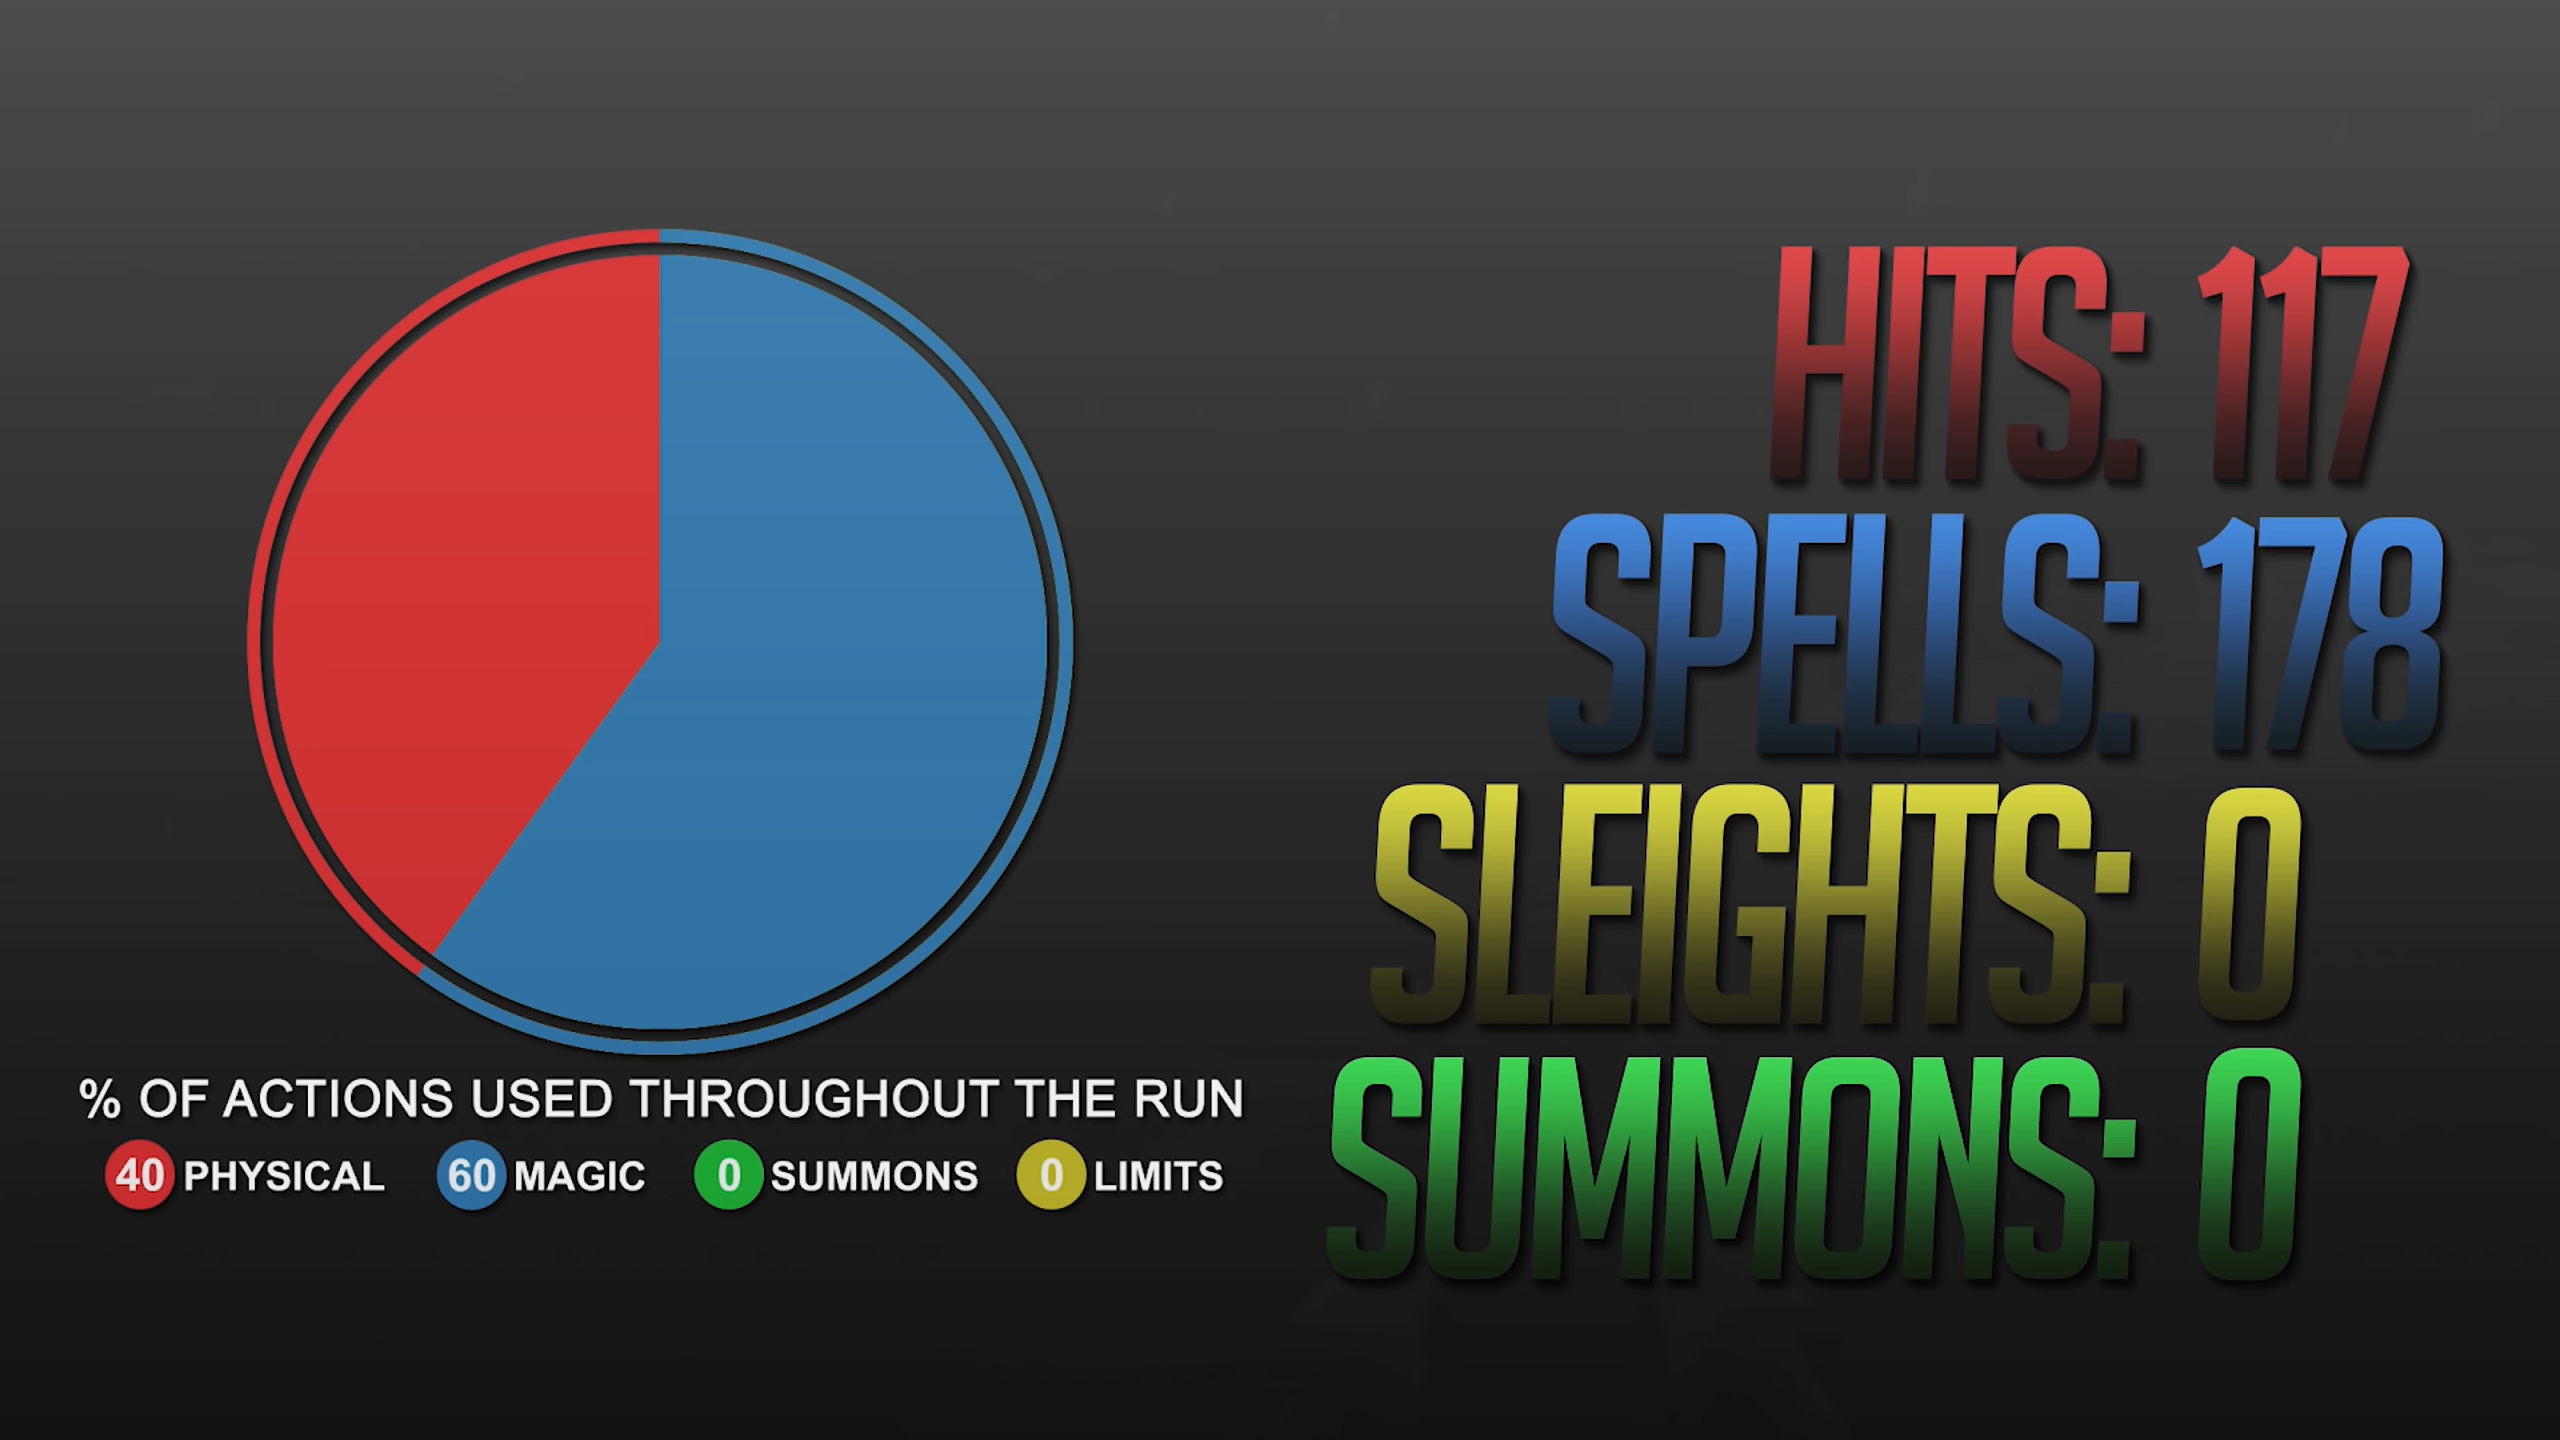 HITS: 117
SPELLS: 178
SLEIGHTS: 0
SUMMONS: 0
% OF ACTIONS USED THROUGHOUT THE RUN
40 PHYSICAL 60 MAGIC 0 SUMMONS 0 LIMITS